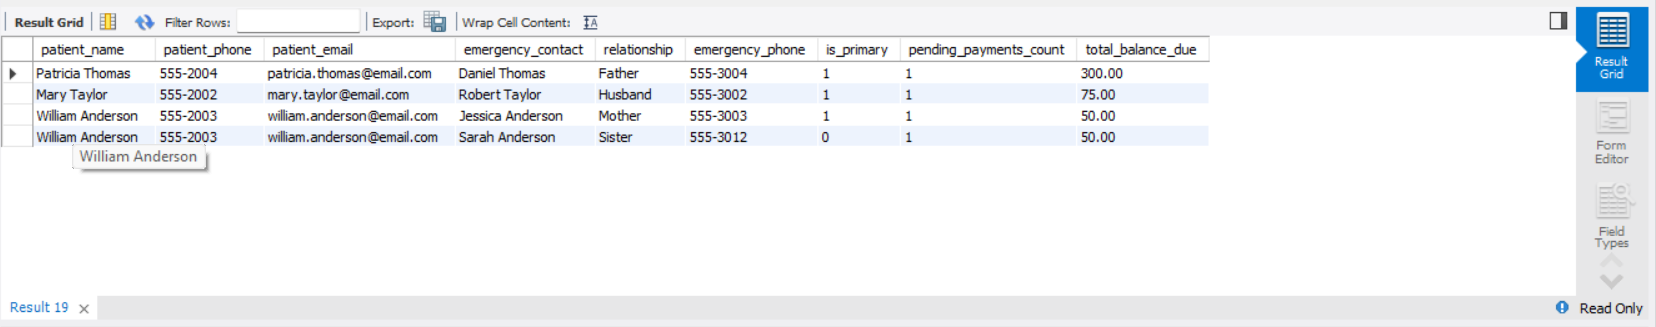 Result Grid Filter Rows: Export: Wrap Cell Content: IA
patient_name patient_phone patient_email emergency_contact relationship emergency_phone is_primary pending_payments_count total_balance_due
Patricia Thomas 555-2004 patricia.thomas@email.com Daniel Thomas Father 555-3004 1 1 300.00
Mary Taylor 555-2002 mary.taylor@email.com Robert Taylor Husband 555-3002 1 1 75.00
William Anderson 555-2003 william.anderson@email.com Jessica Anderson Mother 555-3003 1 1 50.00
William Anderson 555-2003 william.anderson@email.com Sarah Anderson Sister 555-3012 0 1 50.00
William Anderson
Result
Grid
Form
Editor
Field
Types
Result 19 Read Only